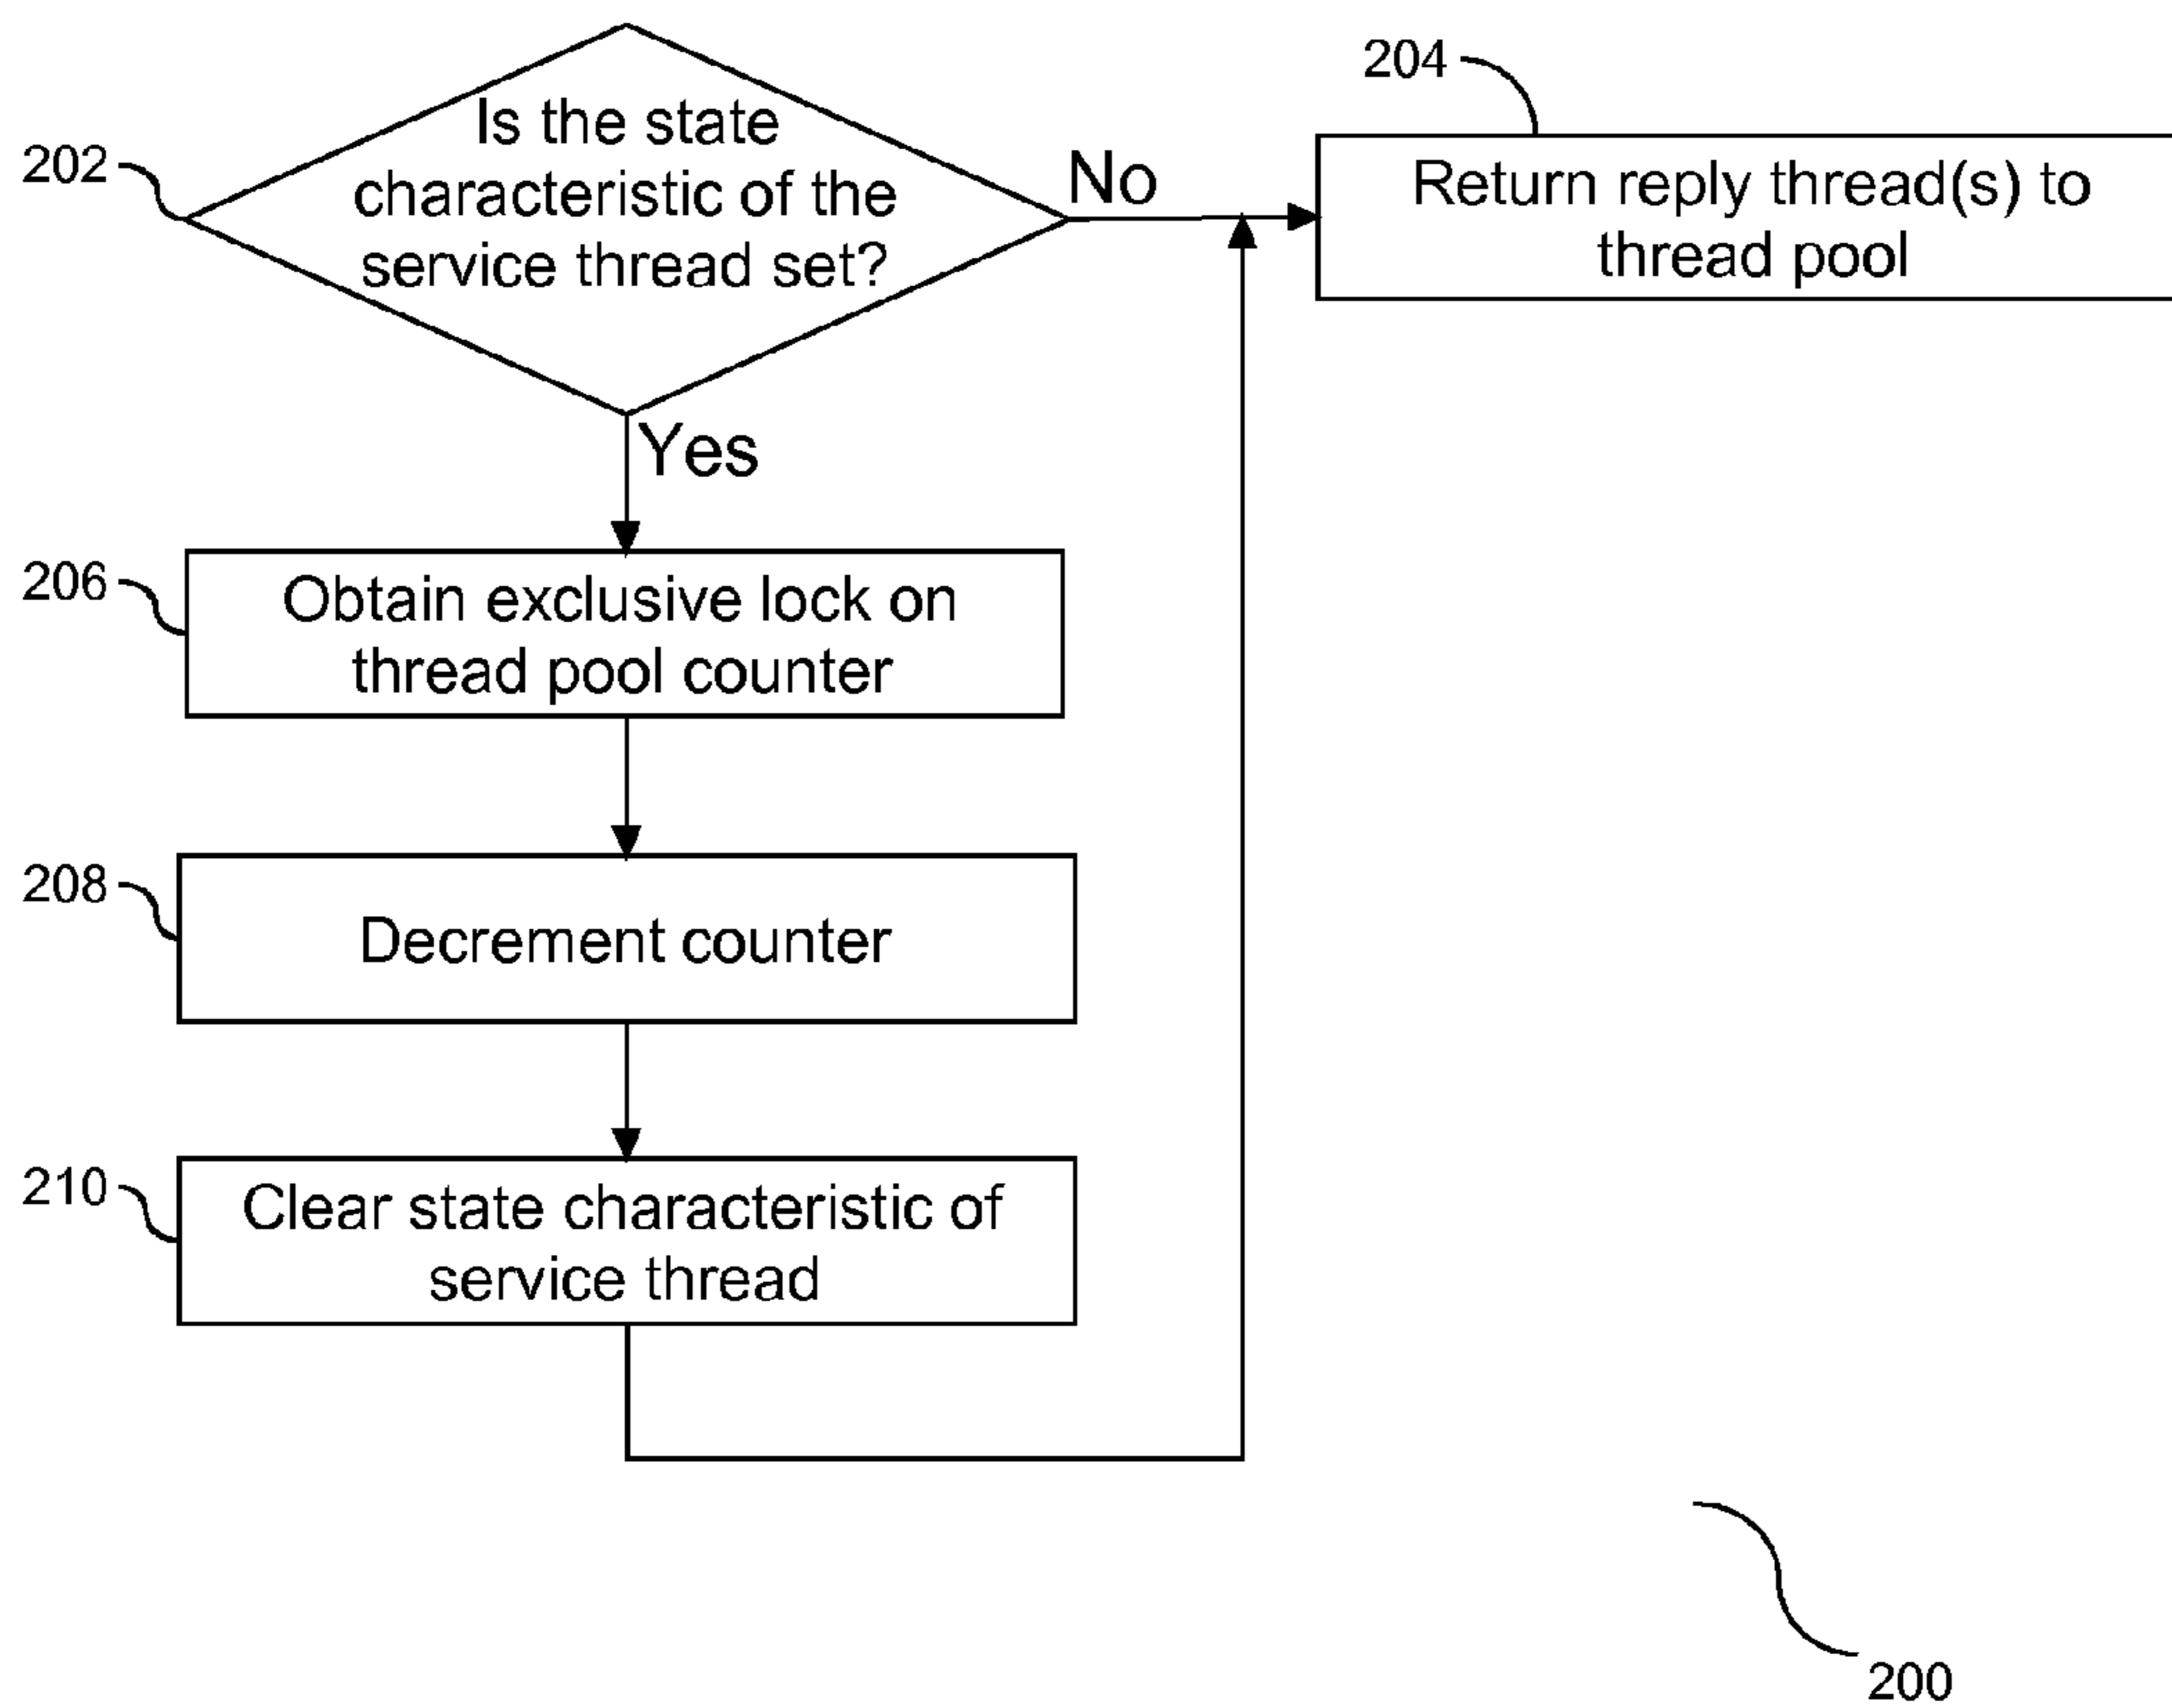 204
Is the state
characteristic of the
service thread set?
202
No
Return reply thread(s) to
thread pool
Yes
206
Obtain exclusive lock on
thread pool counter
208
Decrement counter
210
Clear state characteristic of
service thread
200